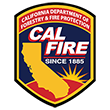 CALIFORNIA DEPARTMENT OF
FORESTRY & FIRE PROTECTION
CAL
FIRE
SINCE 1885